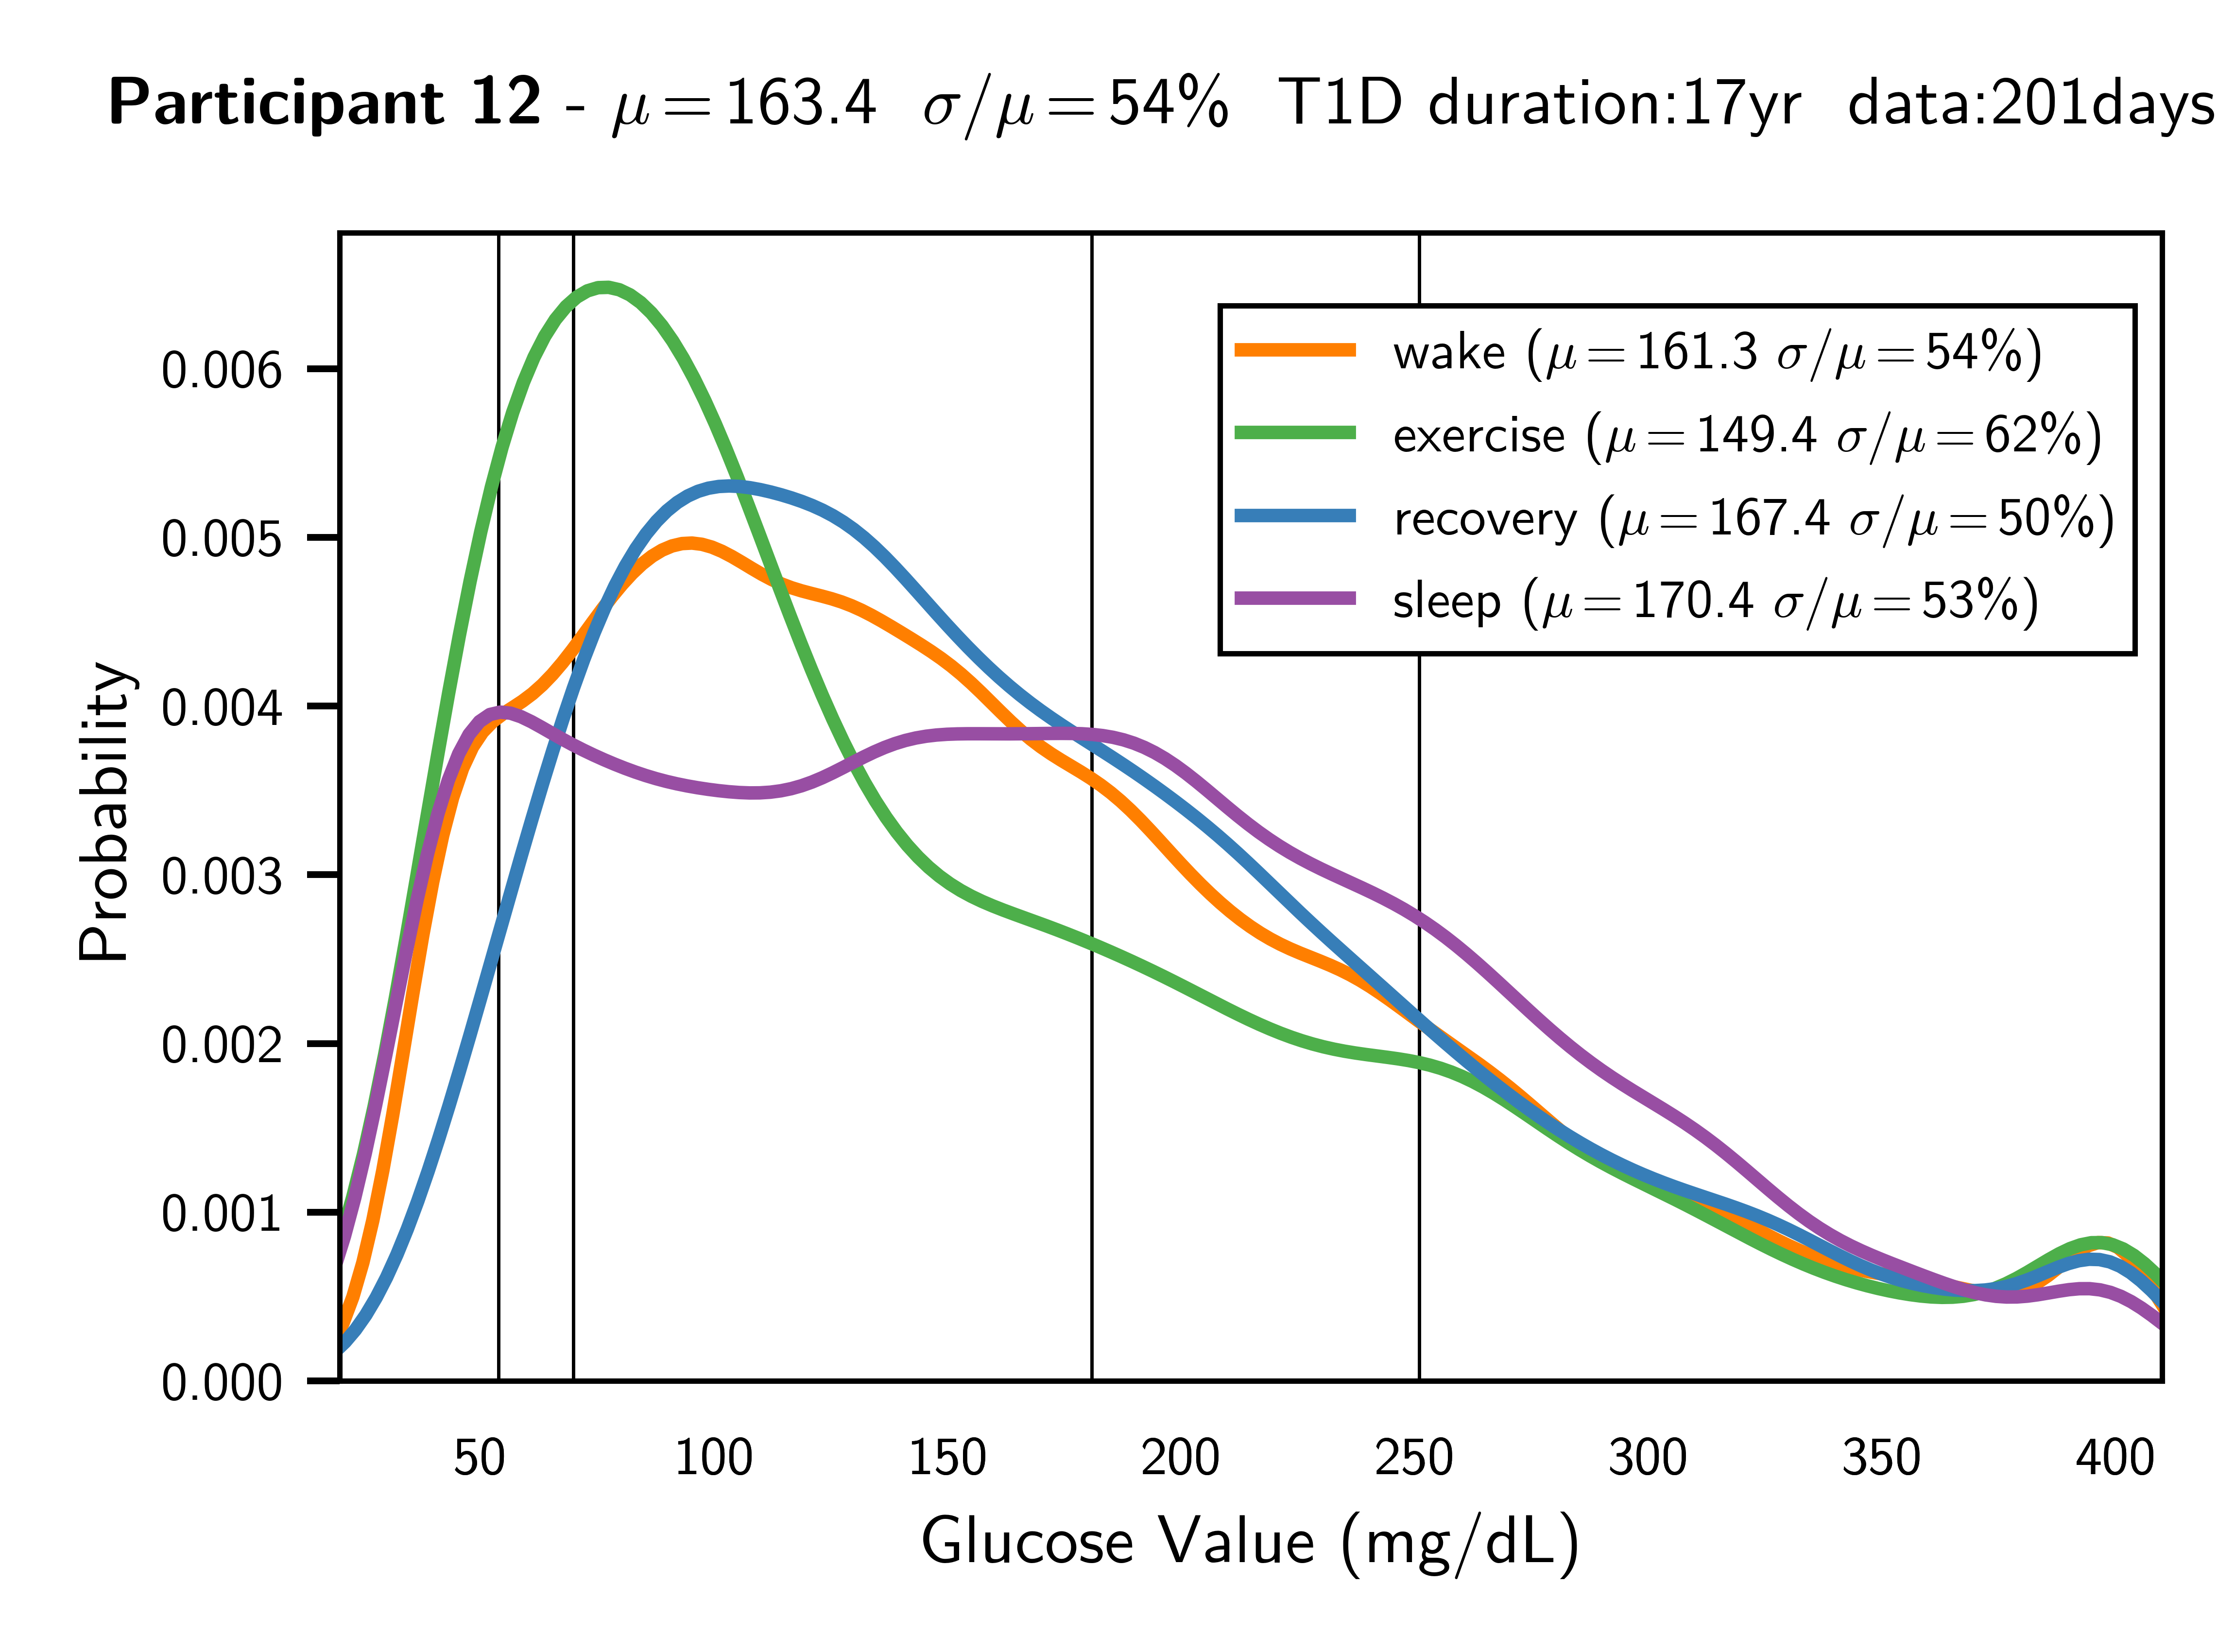 Participant 12 - μ = 163.4 σ/μ = 54% T1D duration:17yr data:201days
wake (μ = 161.3 σ/μ = 54%)
exercise (μ = 149.4 σ/μ = 62%)
recovery (μ = 167.4 σ/μ = 50%)
sleep (μ = 170.4 σ/μ = 53%)
Probability
0.006
0.005
0.004
0.003
0.002
0.001
0.000
50 100 150 200 250 300 350 400
Glucose Value (mg/dL)